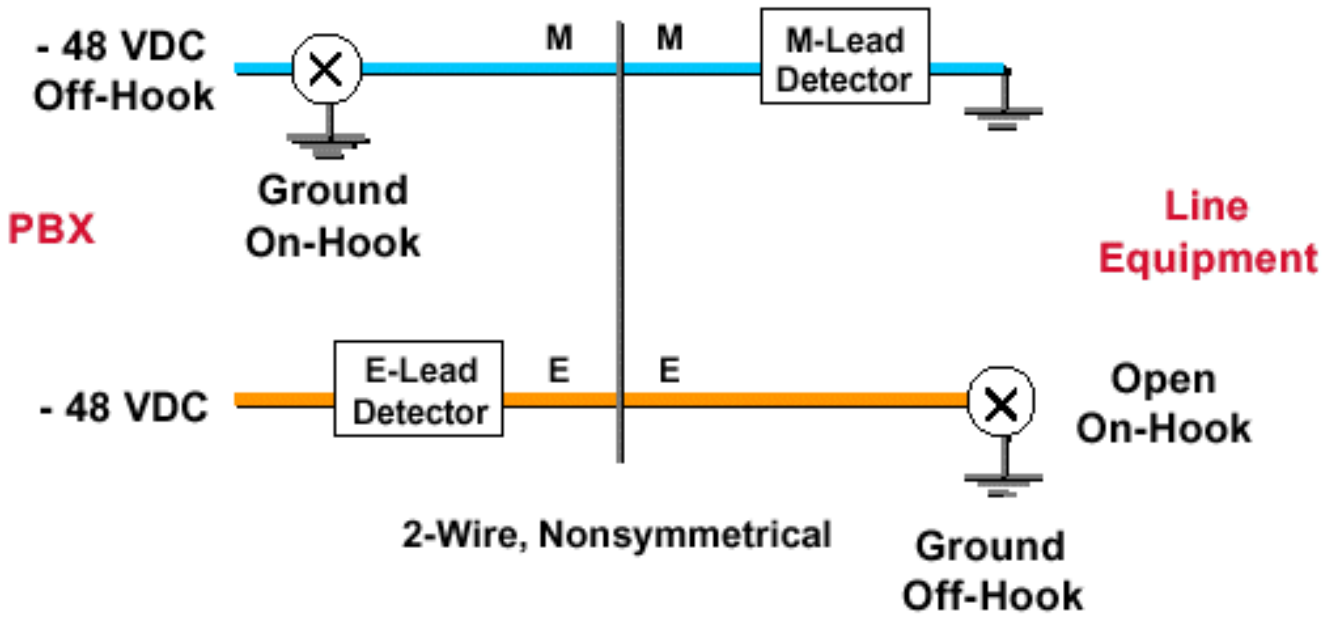 - 48 VDC
Off-Hook
M
M
M-Lead
Detector
Ground
On-Hook
PBX
Line
Equipment
- 48 VDC
E-Lead
Detector
E
E
Open
On-Hook
2-Wire, Nonsymmetrical
Ground
Off-Hook